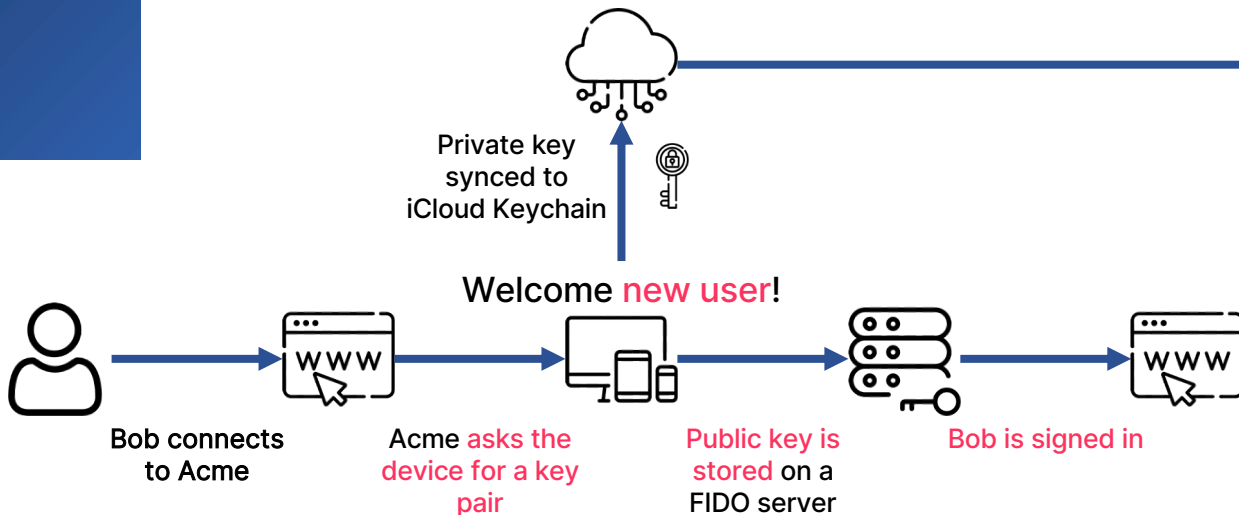 Private key
synced to
iCloud Keychain
Welcome new user!
WWW
WWW
Bob connects
to Acme
Acme asks the
device for a key
pair
Public key is
stored on a
FIDO server
Bob is signed in